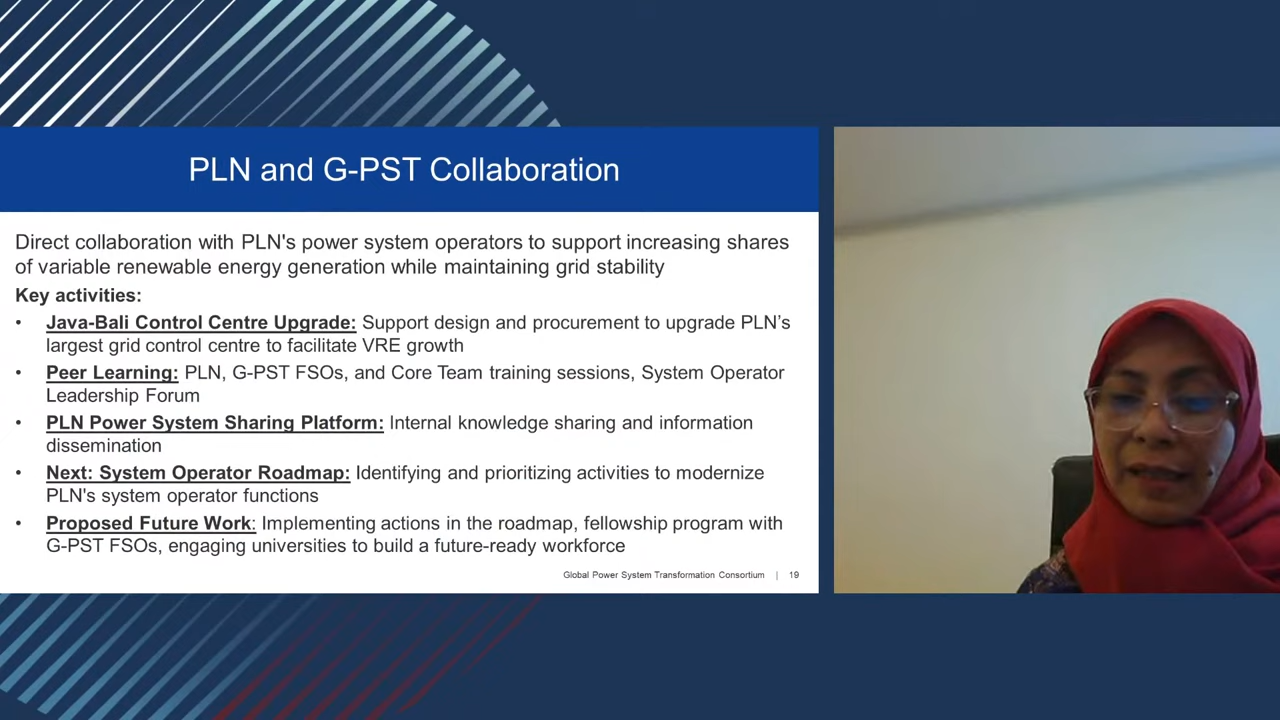 PLN and G-PST Collaboration
Direct collaboration with PLN's power system operators to support increasing shares
of variable renewable energy generation while maintaining grid stability
Key activities:
• Java-Bali Control Centre Upgrade: Support design and procurement to upgrade PLN’s
largest grid control centre to facilitate VRE growth
• Peer Learning: PLN, G-PST FSOs, and Core Team training sessions, System Operator
Leadership Forum
• PLN Power System Sharing Platform: Internal knowledge sharing and information
dissemination
• Next: System Operator Roadmap: Identifying and prioritizing activities to modernize
PLN's system operator functions
• Proposed Future Work: Implementing actions in the roadmap, fellowship program with
G-PST FSOs, engaging universities to build a future-ready workforce
Global Power System Transformation Consortium | 19